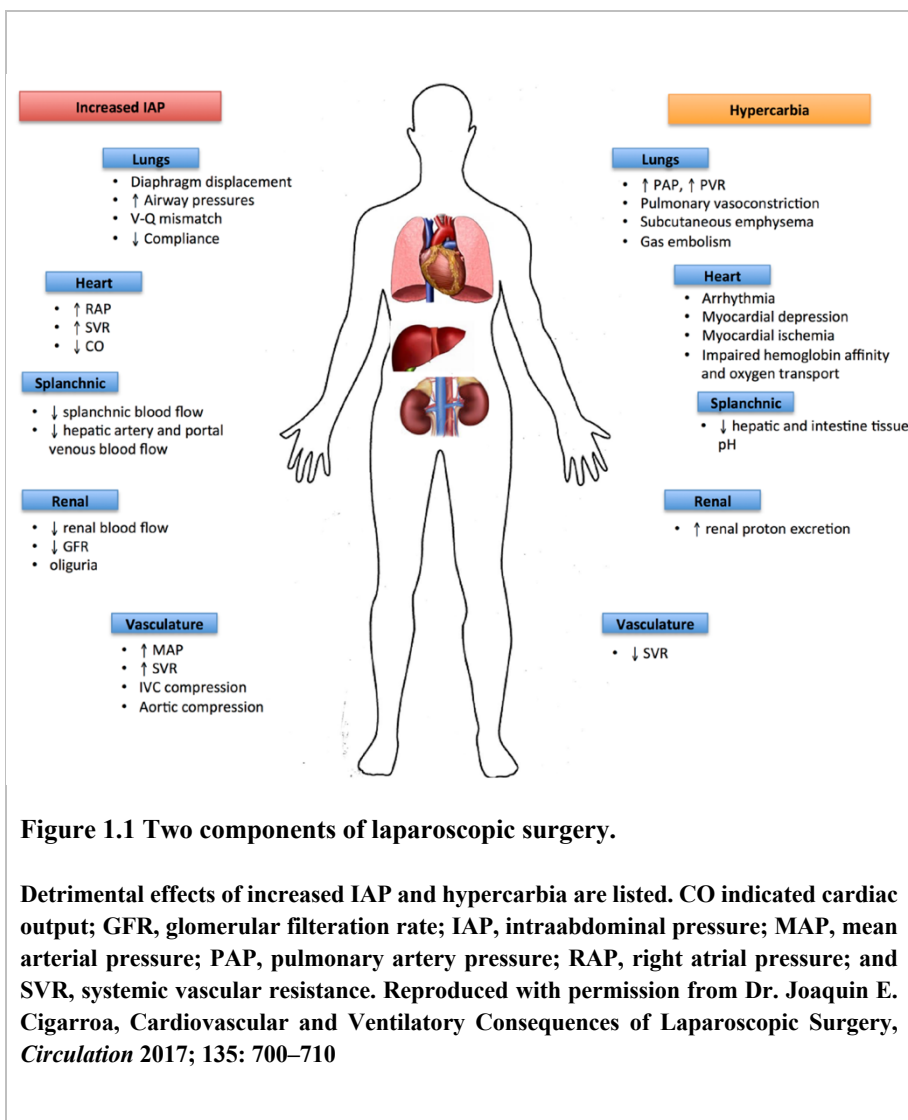 Increased IAP
Lungs
• Diaphragm displacement
• ↑ Airway pressures
• V-Q mismatch
• ↓ Compliance
Heart
• ↑ RAP
• ↑ SVR
• ↓ CO
Splanchnic
• ↓ splanchnic blood flow
• ↓ hepatic artery and portal
venous blood flow
Renal
• ↓ renal blood flow
• ↓ GFR
• oliguria
Vasculature
• ↑ MAP
• ↑ SVR
• IVC compression
• Aortic compression
Hypercarbia
Lungs
• ↑ PAP, ↑ PVR
• Pulmonary vasoconstriction
• Subcutaneous emphysema
• Gas embolism
Heart
• Arrhythmia
• Myocardial depression
• Myocardial ischemia
• Impaired hemoglobin affinity
and oxygen transport
Splanchnic
• ↓ hepatic and intestine tissue
pH
Renal
• ↑ renal proton excretion
Vasculature
• ↓ SVR
Figure 1.1 Two components of laparoscopic surgery.
Detrimental effects of increased IAP and hypercarbia are listed. CO indicated cardiac
output; GFR, glomerular filteration rate; IAP, intraabdominal pressure; MAP, mean
arterial pressure; PAP, pulmonary artery pressure; RAP, right atrial pressure; and
SVR, systemic vascular resistance. Reproduced with permission from Dr. Joaquin E.
Cigarroa, Cardiovascular and Ventilatory Consequences of Laparoscopic Surgery,
Circulation 2017; 135: 700–710